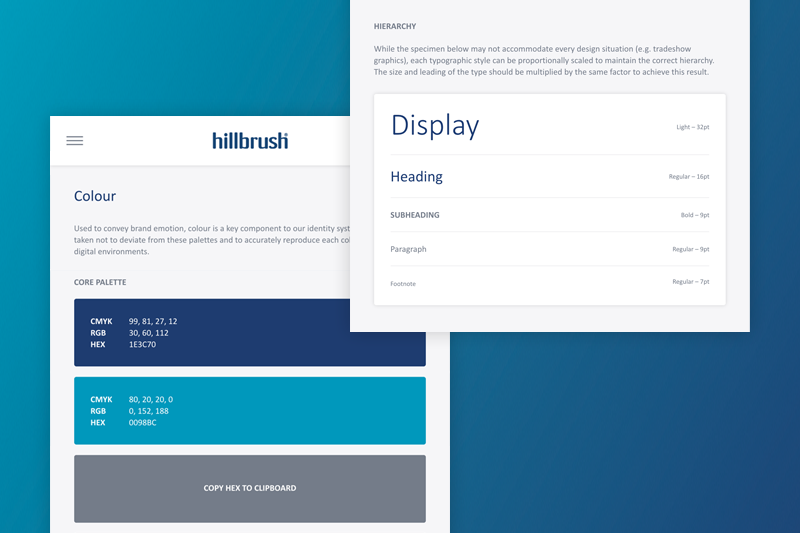 HIERARCHY
While the specimen below may not accommodate every design situation (e.g. tradeshow
graphics), each typographic style can be proportionally scaled to maintain the correct hierarchy.
The size and leading of the type should be multiplied by the same factor to achieve this result.
Display Light – 32pt
Heading Regular – 16pt
SUBHEADING Bold – 9pt
Paragraph Regular – 9pt
Footnote Regular – 7pt
hillbrush
Colour
Used to convey brand emotion, colour is a key component to our identity
taken not to deviate from these palettes and to accurately reproduce each
digital environments.
CORE PALETTE
CMYK 99, 81, 27, 12
RGB 30, 60, 112
HEX 1E3C70
CMYK 80, 20, 20, 0
RGB 0, 152, 188
HEX 0098BC
COPY HEX TO CLIPBOARD